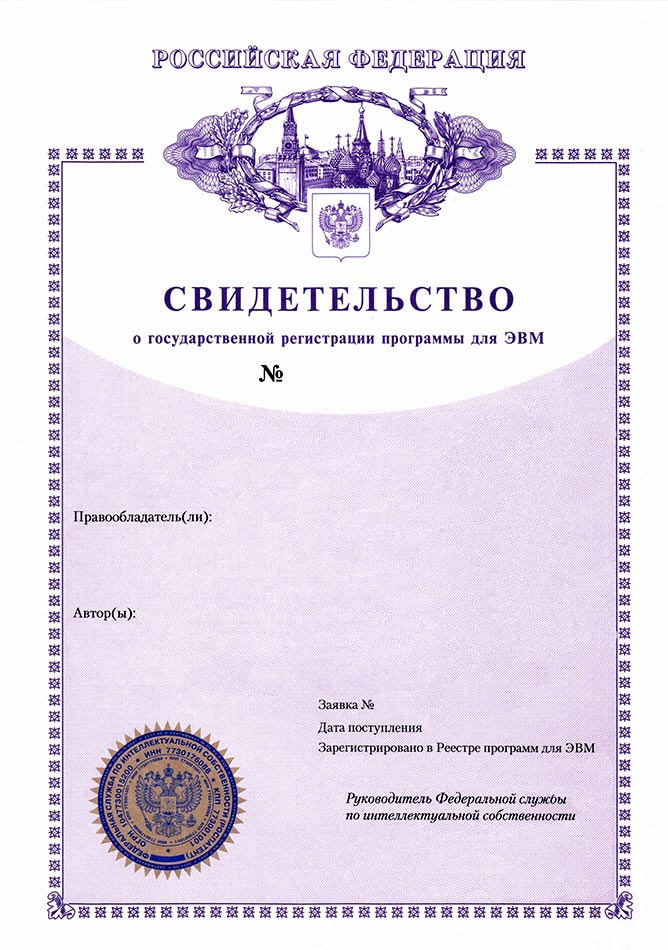 РОССИЙСКАЯ ФЕДЕРАЦИЯ
СВИДЕТЕЛЬСТВО
о государственной регистрации программы для ЭВМ
№
Правообладатель(ли):
Автор(ы):
Заявка №
Дата поступления
Зарегистрировано в Реестре программ для ЭВМ
Руководитель Федеральной службы
по интеллектуальной собственности
ФЕДЕРАЛЬНАЯ СЛУЖБА ПО ИНТЕЛЛЕКТУАЛЬНОЙ СОБСТВЕННОСТИ (РОСПАТЕНТ)
ОГРН 1047730015200 • ИНН 7730176088 • КПП 773001001